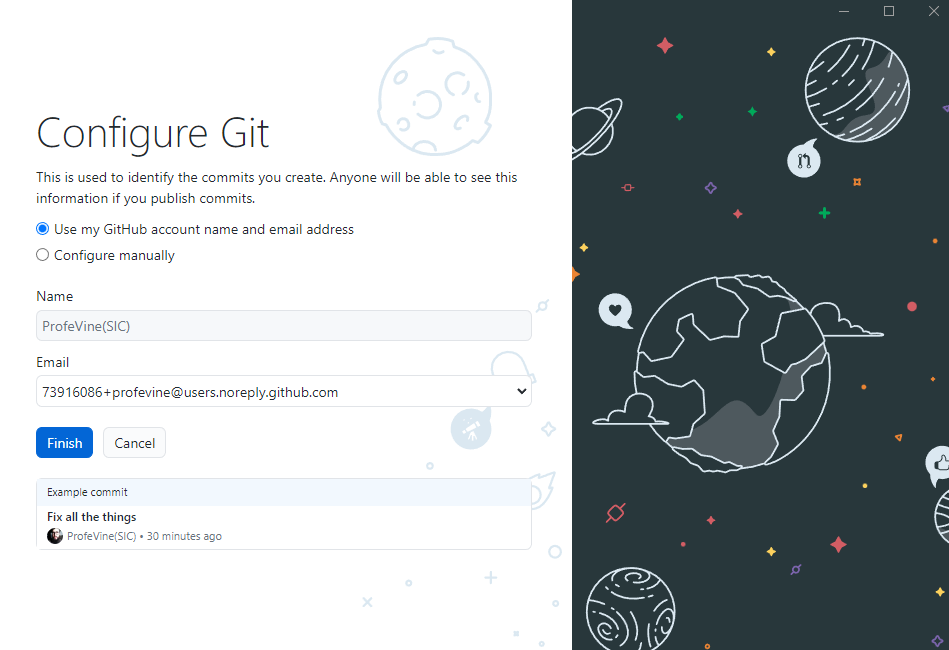 Configure Git
This is used to identify the commits you create. Anyone will be able to see this
information if you publish commits.
Use my GitHub account name and email address
Configure manually
Name
ProfeVine(SIC)
Email
73916086+profevine@users.noreply.github.com
Finish
Cancel
Example commit
Fix all the things
ProfeVine(SIC) • 30 minutes ago